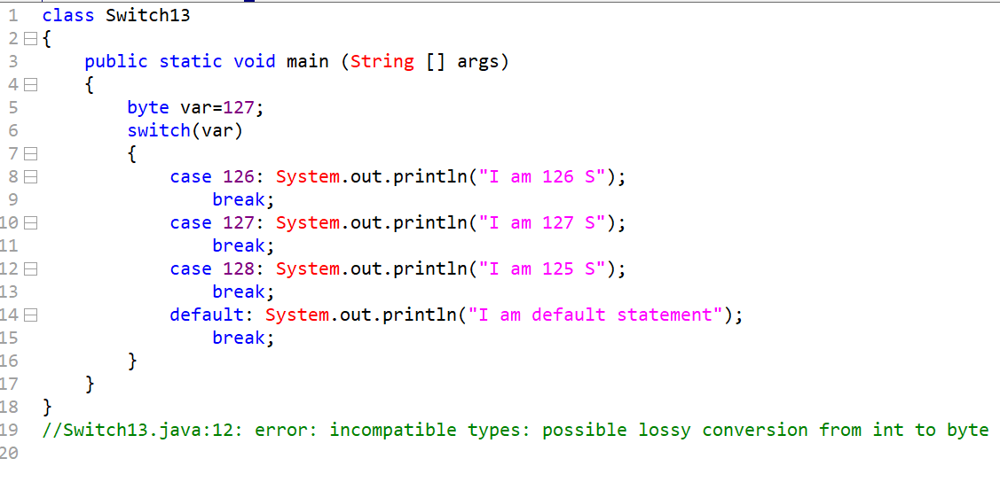 1 class Switch13
2 {
3     public static void main (String [] args)
4     {
5         byte var=127;
6         switch(var)
7         {
8             case 126: System.out.println("I am 126 S");
9                 break;
10             case 127: System.out.println("I am 127 S");
11                 break;
12             case 128: System.out.println("I am 125 S");
13                 break;
14             default: System.out.println("I am default statement");
15                 break;
16         }
17     }
18 }
19 //Switch13.java:12: error: incompatible types: possible lossy conversion from int to byte
20